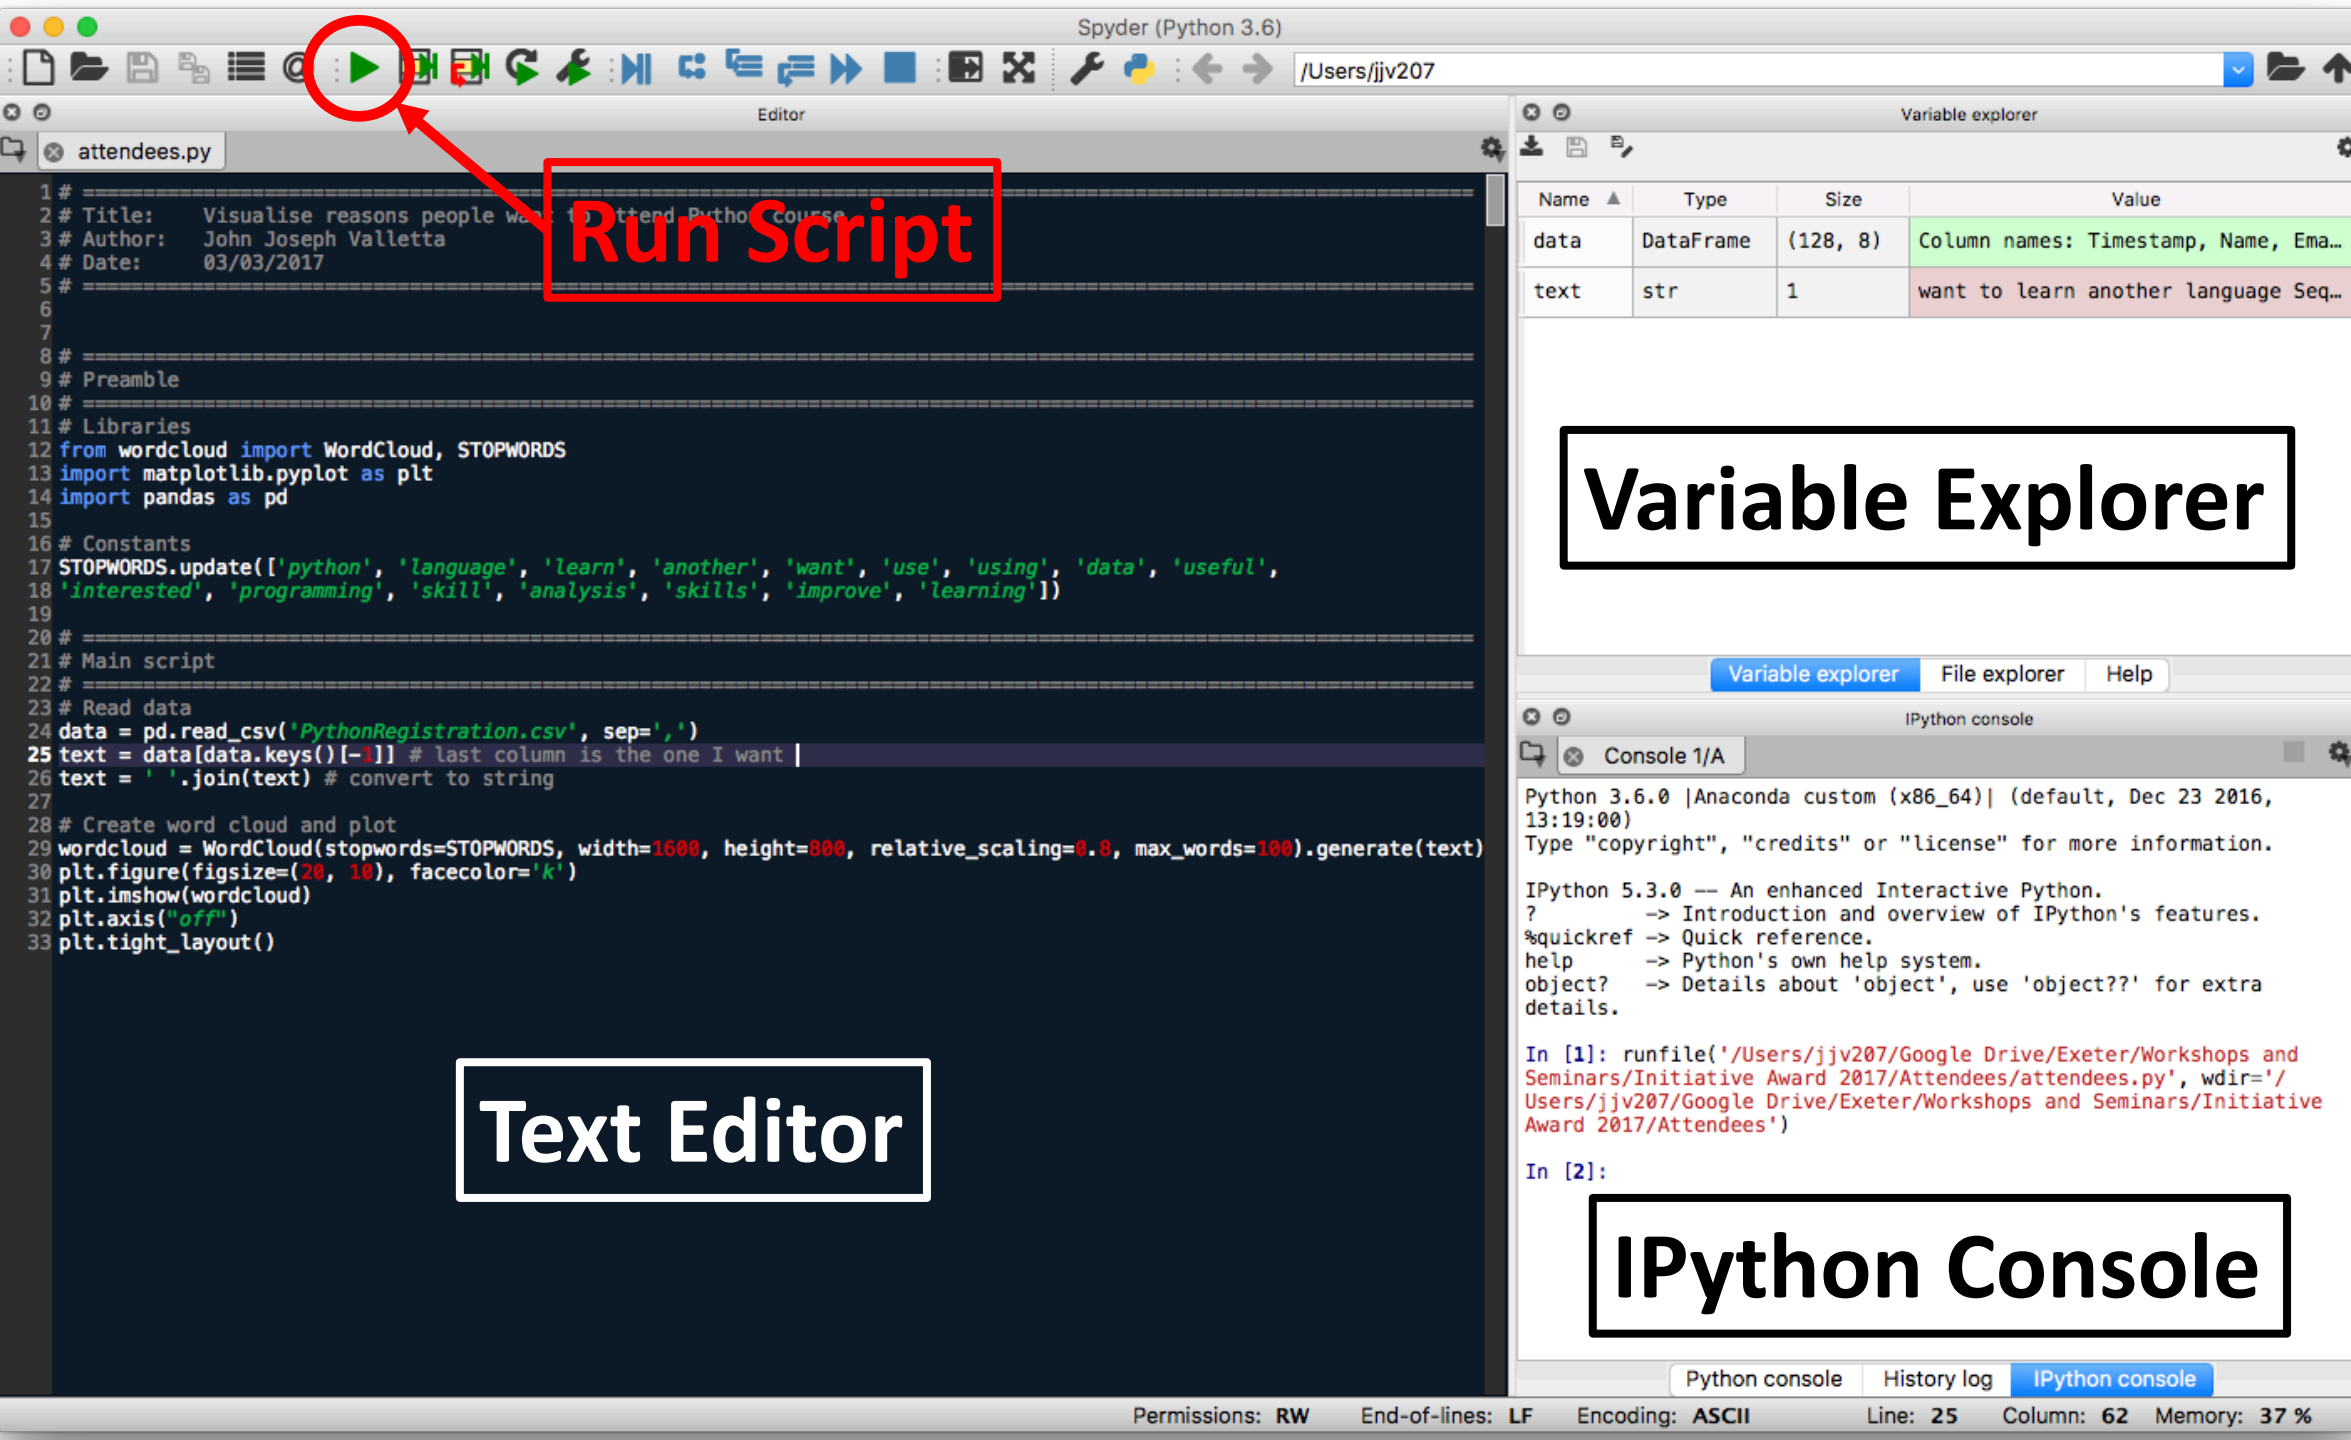 Spyder (Python 3.6)
/Users/jjv207
Editor
attendees.py
Run Script
1 # ====================================================================
2 # Title:    Visualise reasons people want to attend Python course
3 # Author:   John Joseph Valletta
4 # Date:     03/03/2017
5 # ====================================================================
6
7
8 # ====================================================================
9 # Preamble
10 # ====================================================================
11 # Libraries
12 from wordcloud import WordCloud, STOPWORDS
13 import matplotlib.pyplot as plt
14 import pandas as pd
15
16 # Constants
17 STOPWORDS.update(['python', 'language', 'learn', 'another', 'want', 'use', 'using', 'data', 'useful',
18 'interested', 'programming', 'skill', 'analysis', 'skills', 'improve', 'learning'])
19
20 # ====================================================================
21 # Main script
22 # ====================================================================
23 # Read data
24 data = pd.read_csv('PythonRegistration.csv', sep=',')
25 text = data[data.keys()[-1]] # last column is the one I want
26 text = ' '.join(text) # convert to string
27
28 # Create word cloud and plot
29 wordcloud = WordCloud(stopwords=STOPWORDS, width=1600, height=800, relative_scaling=0.8, max_words=100).generate(text)
30 plt.figure(figsize=(20, 10), facecolor='k')
31 plt.imshow(wordcloud)
32 plt.axis("off")
33 plt.tight_layout()
Text Editor
Variable explorer
Name Type Size Value
data DataFrame (128, 8) Column names: Timestamp, Name, Ema…
text str 1 want to learn another language Seq…
Variable Explorer
Variable explorer File explorer Help
IPython console
Console 1/A
Python 3.6.0 |Anaconda custom (x86_64)| (default, Dec 23 2016,
13:19:00)
Type "copyright", "credits" or "license" for more information.
IPython 5.3.0 -- An enhanced Interactive Python.
?         -> Introduction and overview of IPython's features.
%quickref -> Quick reference.
help      -> Python's own help system.
object?   -> Details about 'object', use 'object??' for extra
details.
In [1]: runfile('/Users/jjv207/Google Drive/Exeter/Workshops and
Seminars/Initiative Award 2017/Attendees/attendees.py', wdir='/
Users/jjv207/Google Drive/Exeter/Workshops and Seminars/Initiative
Award 2017/Attendees')
In [2]:
IPython Console
Python console History log IPython console
Permissions: RW End-of-lines: LF Encoding: ASCII Line: 25 Column: 62 Memory: 37 %